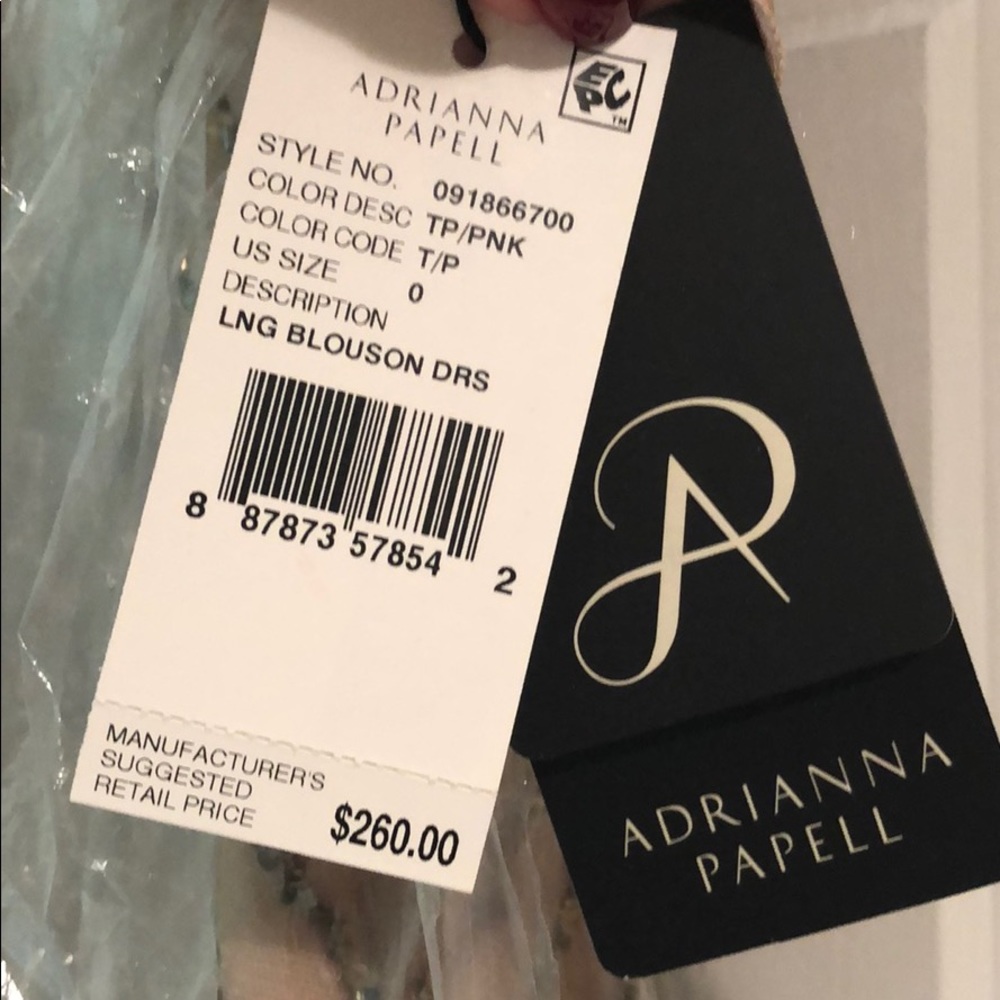 EPC
TM
ADRIANNA
PAPELL
STYLE NO. 091866700
COLOR DESC TP/PNK
COLOR CODE T/P
US SIZE 0
DESCRIPTION
LNG BLOUSON DRS
8 87873 57854 2
MANUFACTURER'S
SUGGESTED
RETAIL PRICE $260.00
AP
ADRIANNA
PAPELL